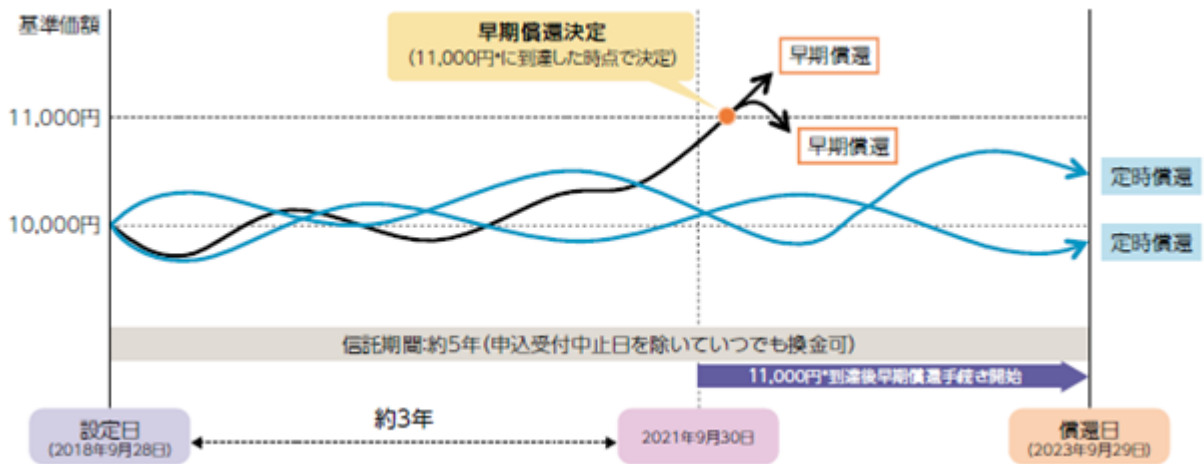 基準価額
早期償還決定
(11,000円*に到達した時点で決定)
早期償還
11,000円
早期償還
定時償還
10,000円
定時償還
信託期間:約5年(申込受付中止日を除いていつでも換金可)
11,000円*到達後早期償還手続き開始
約3年
設定日
(2018年9月28日)
2021年9月30日
償還日
(2023年9月29日)